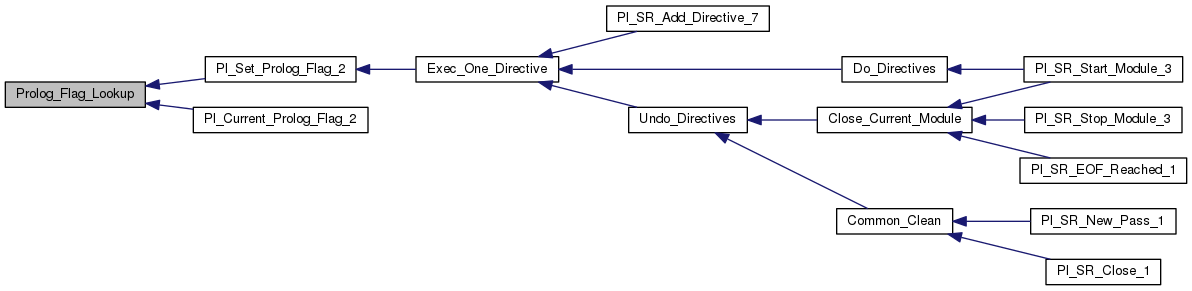 Prolog_Flag_Lookup
Pl_Set_Prolog_Flag_2
Pl_Current_Prolog_Flag_2
Exec_One_Directive
Pl_SR_Add_Directive_7
Do_Directives
Undo_Directives
Pl_SR_Start_Module_3
Close_Current_Module
Pl_SR_Stop_Module_3
Pl_SR_EOF_Reached_1
Common_Clean
Pl_SR_New_Pass_1
Pl_SR_Close_1